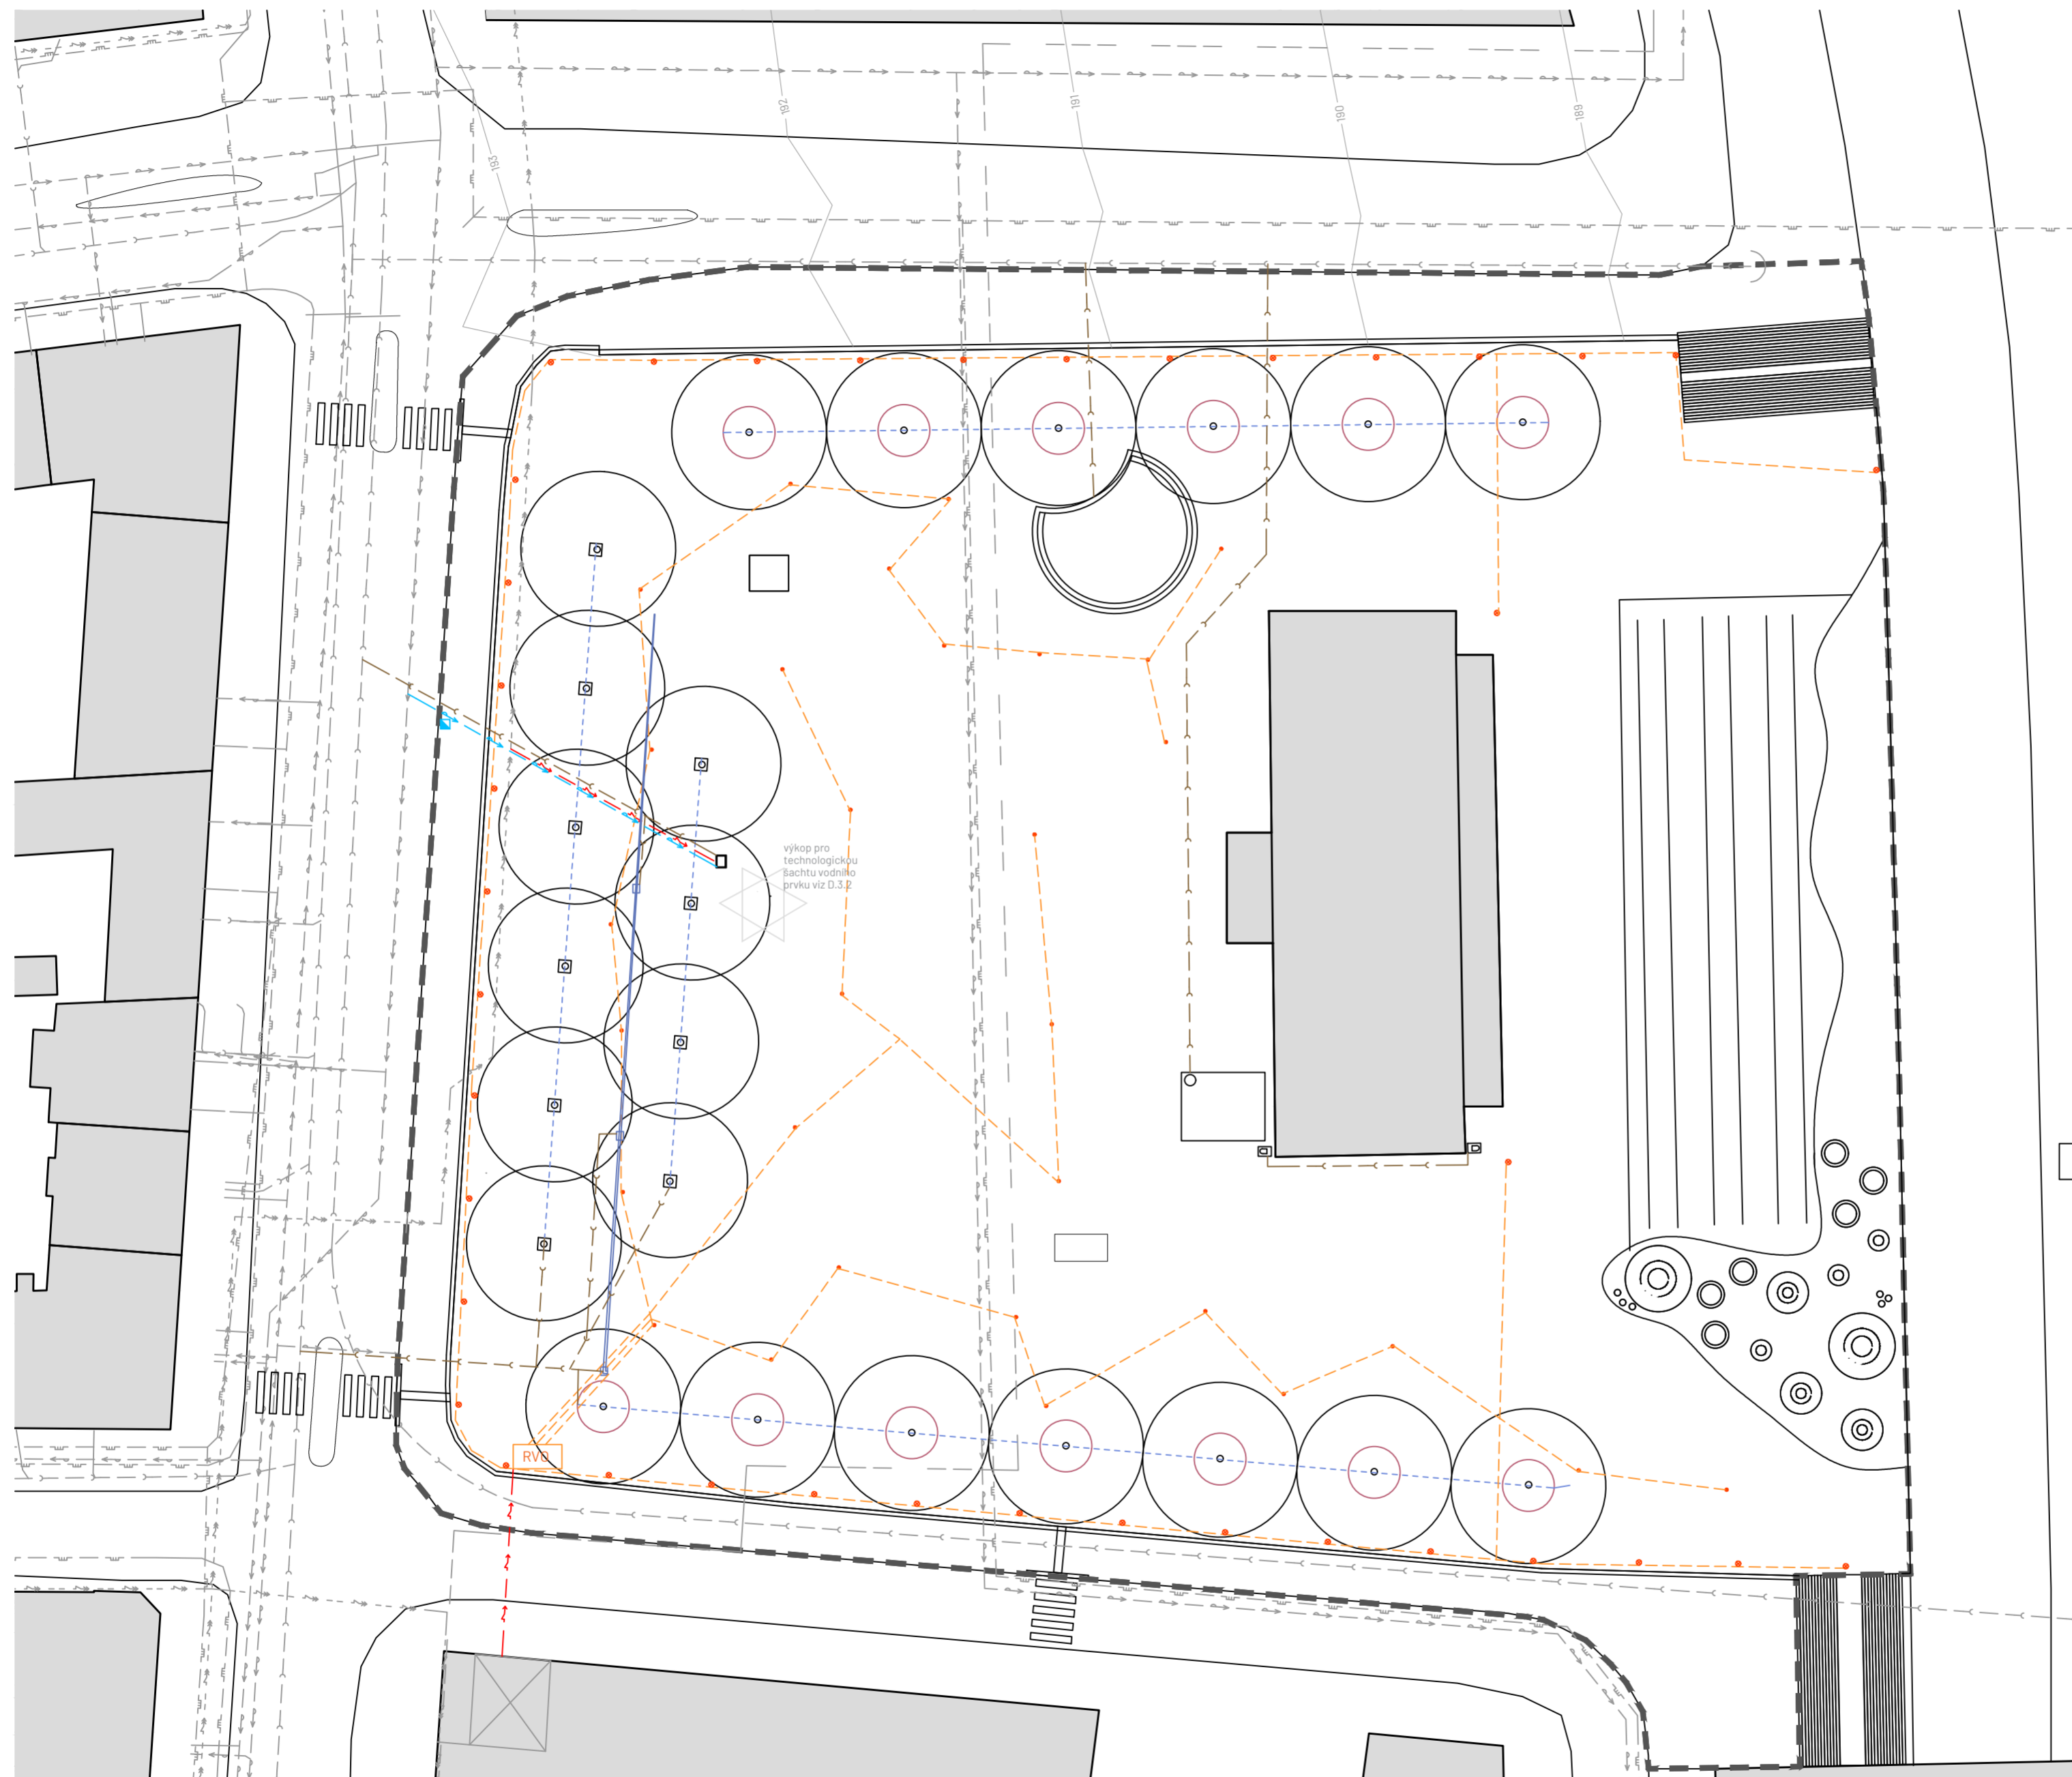 192
191
190
189
193
výkop pro
technologickou
šachtu vodního
prvku viz D.3.2
RVO